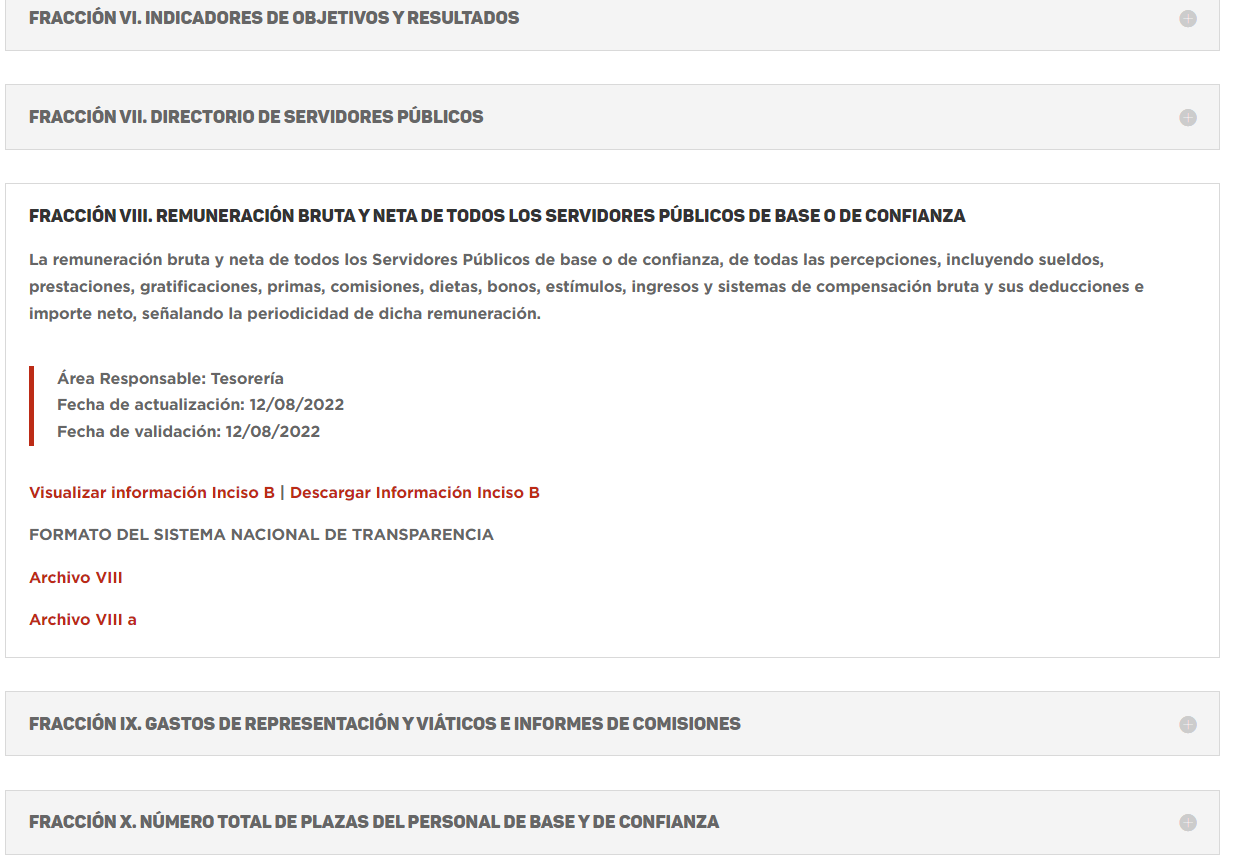 FRACCIÓN VI. INDICADORES DE OBJETIVOS Y RESULTADOS
FRACCIÓN VII. DIRECTORIO DE SERVIDORES PÚBLICOS
FRACCIÓN VIII. REMUNERACIÓN BRUTA Y NETA DE TODOS LOS SERVIDORES PÚBLICOS DE BASE O DE CONFIANZA
La remuneración bruta y neta de todos los Servidores Públicos de base o de confianza, de todas las percepciones, incluyendo sueldos,
prestaciones, gratificaciones, primas, comisiones, dietas, bonos, estímulos, ingresos y sistemas de compensación bruta y sus deducciones e
importe neto, señalando la periodicidad de dicha remuneración.
Área Responsable: Tesorería
Fecha de actualización: 12/08/2022
Fecha de validación: 12/08/2022
Visualizar información Inciso B | Descargar Información Inciso B
FORMATO DEL SISTEMA NACIONAL DE TRANSPARENCIA
Archivo VIII
Archivo VIII a
FRACCIÓN IX. GASTOS DE REPRESENTACIÓN Y VIÁTICOS E INFORMES DE COMISIONES
FRACCIÓN X. NÚMERO TOTAL DE PLAZAS DEL PERSONAL DE BASE Y DE CONFIANZA